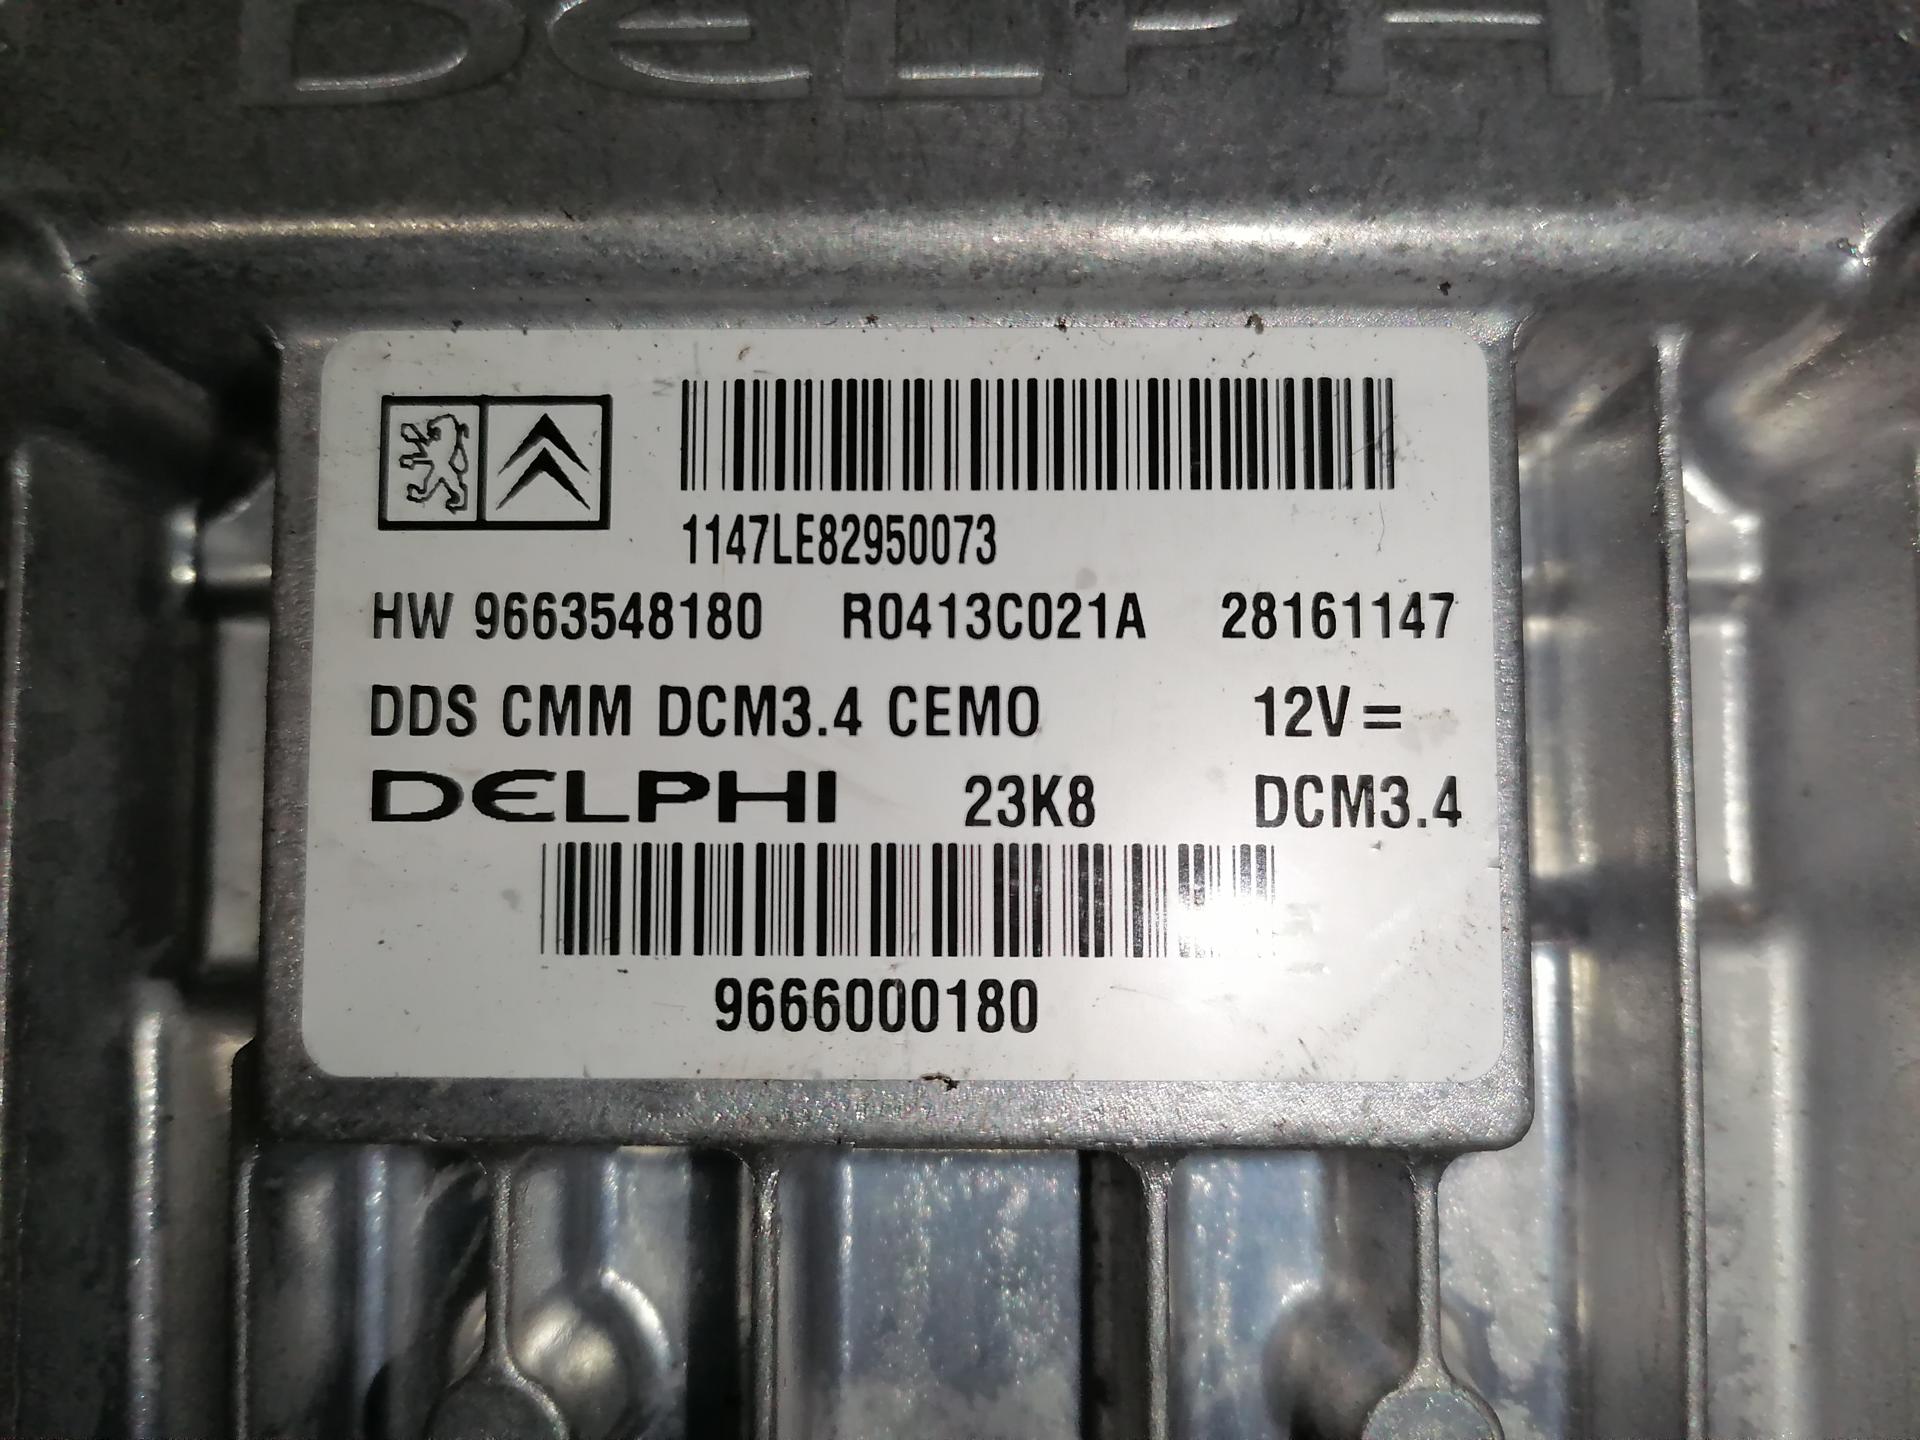 DELPHI
1147LE82950073
HW 9663548180 R0413C021A 28161147
DDS CMM DCM3.4 CEMO 12V=
DELPHI 23K8 DCM3.4
9666000180